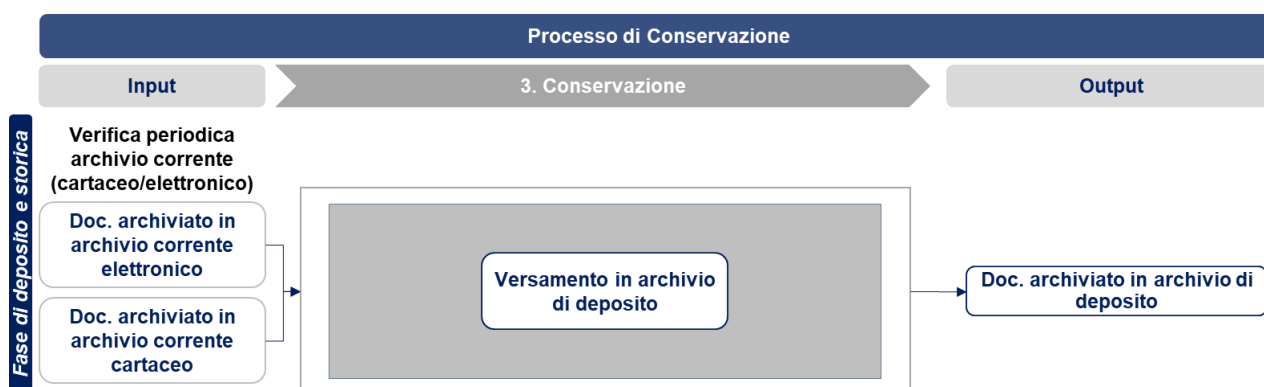 Processo di Conservazione
Input
3. Conservazione
Output
Fase di deposito e storica
Verifica periodica
archivio corrente
(cartaceo/elettronico)
Doc. archiviato in
archivio corrente
elettronico
Doc. archiviato in
archivio corrente
cartaceo
Versamento in archivio
di deposito
Doc. archiviato in archivio di
deposito